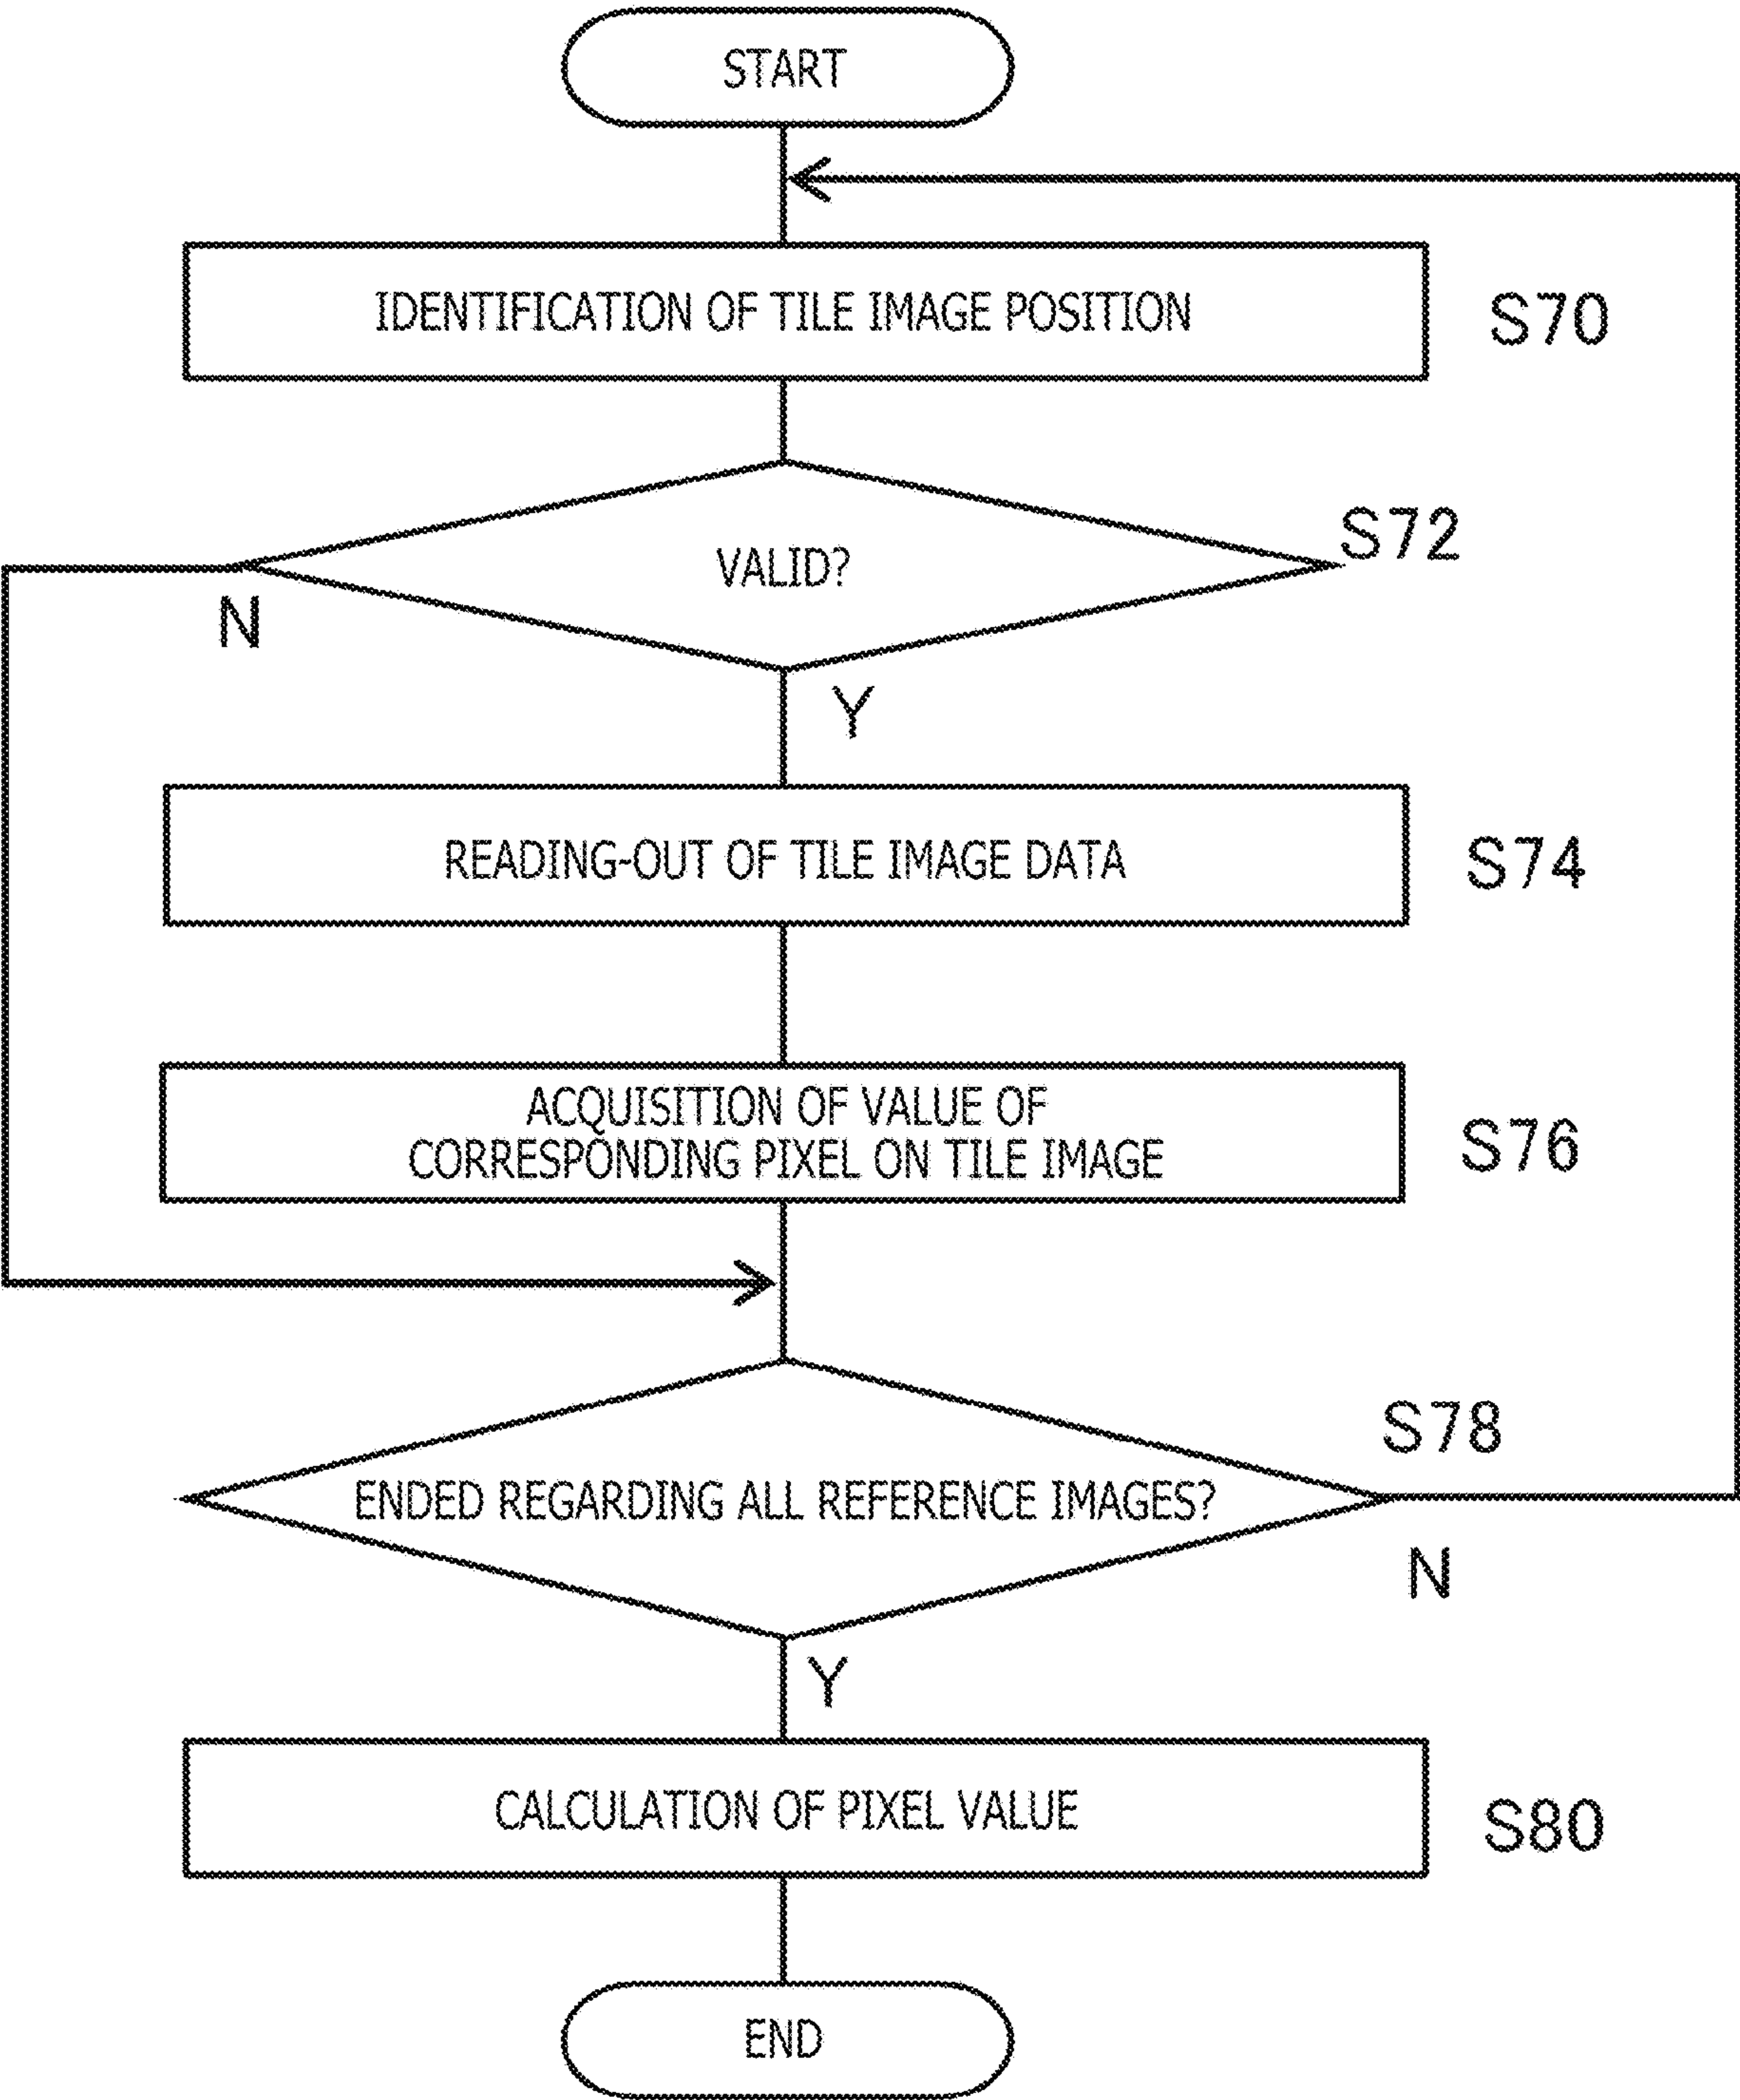 START
IDENTIFICATION OF TILE IMAGE POSITION
S70
VALID?
S72
N
Y
READING-OUT OF TILE IMAGE DATA
S74
ACQUISITION OF VALUE OF
CORRESPONDING PIXEL ON TILE IMAGE
S76
ENDED REGARDING ALL REFERENCE IMAGES?
S78
N
Y
CALCULATION OF PIXEL VALUE
S80
END